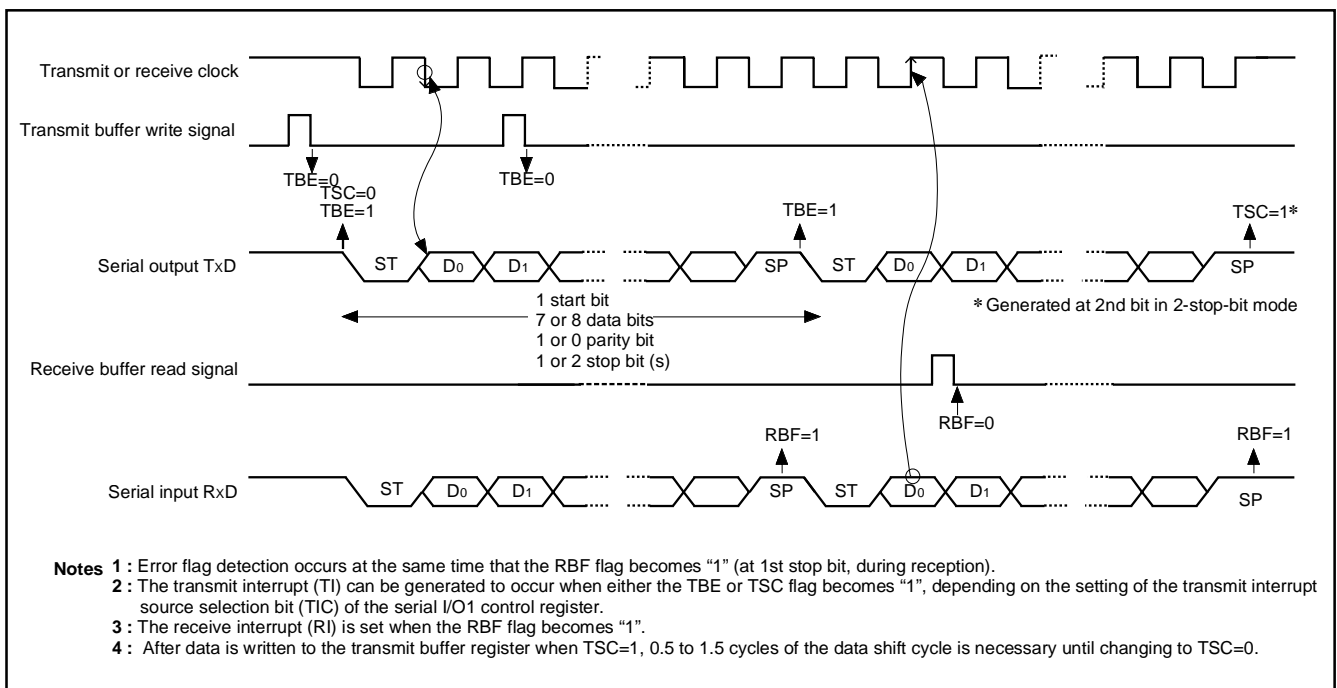 Transmit or receive clock
Transmit buffer write signal
TBE=0
TSC=0
TBE=1
TBE=0
TBE=1
TSC=1*
Serial output TxD
ST
D0
D1
SP
ST
D0
D1
SP
* Generated at 2nd bit in 2-stop-bit mode
1 start bit
7 or 8 data bits
1 or 0 parity bit
1 or 2 stop bit (s)
Receive buffer read signal
RBF=0
RBF=1
RBF=1
Serial input RxD
ST
D0
D1
SP
ST
D0
D1
SP
Notes 1 : Error flag detection occurs at the same time that the RBF flag becomes “1” (at 1st stop bit, during reception).
2 : The transmit interrupt (TI) can be generated to occur when either the TBE or TSC flag becomes “1”, depending on the setting of the transmit interrupt
source selection bit (TIC) of the serial I/O1 control register.
3 : The receive interrupt (RI) is set when the RBF flag becomes “1”.
4 : After data is written to the transmit buffer register when TSC=1, 0.5 to 1.5 cycles of the data shift cycle is necessary until changing to TSC=0.